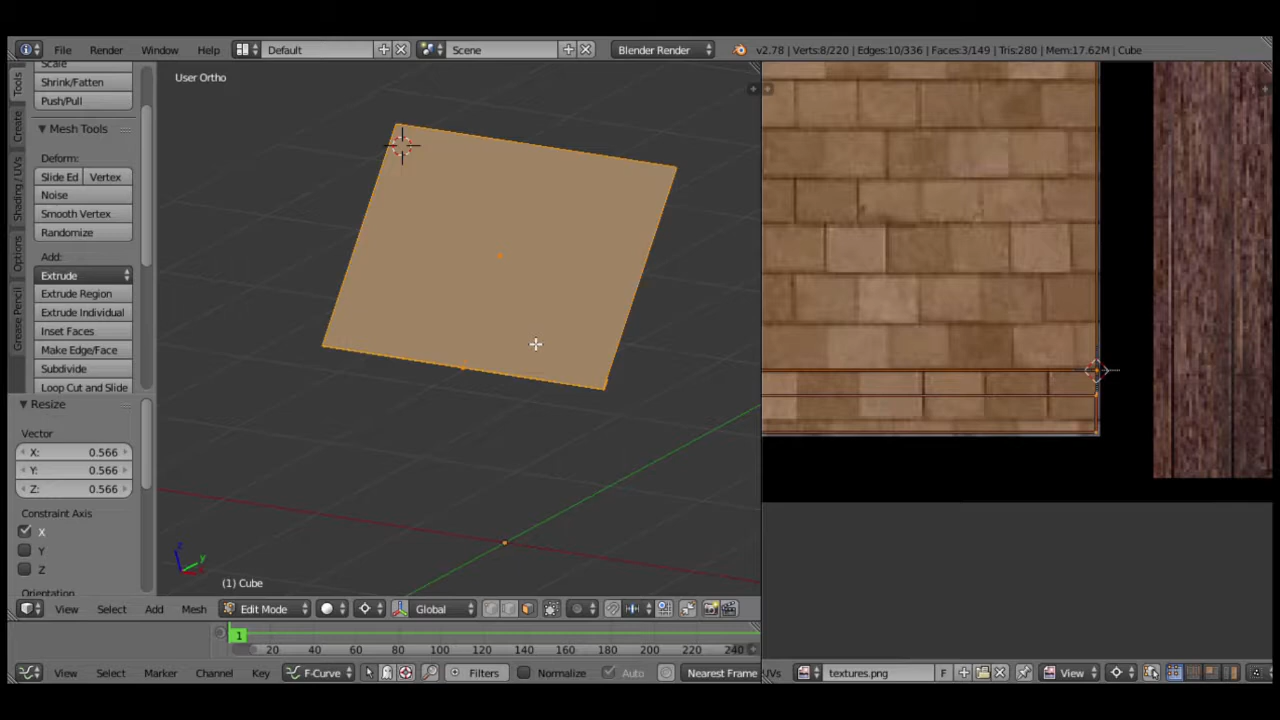 File Render Window Help Default Scene Blender Render v2.78 | Verts:8/220 | Edges:10/336 | Faces:3/149 | Tris:280 | Mem:17.62M | Cube
User Ortho
Tools
Create
Shading / UVs
Options
Grease Pencil
Scale
Shrink/Fatten
Push/Pull
Mesh Tools
Deform:
Slide Ed Vertex
Noise
Smooth Vertex
Randomize
Add:
Extrude
Extrude Region
Extrude Individual
Inset Faces
Make Edge/Face
Subdivide
Loop Cut and Slide
Resize
Vector
X: 0.566
Y: 0.566
Z: 0.566
Constraint Axis
X
Y
Z
Orientation
z
y
(1) Cube
View Select Add Mesh Edit Mode Global
1
20 40 60 80 100 120 140 160 180 200 220 240
View Select Marker Channel Key F-Curve Filters Normalize Auto Nearest Frame UVs textures.png F View